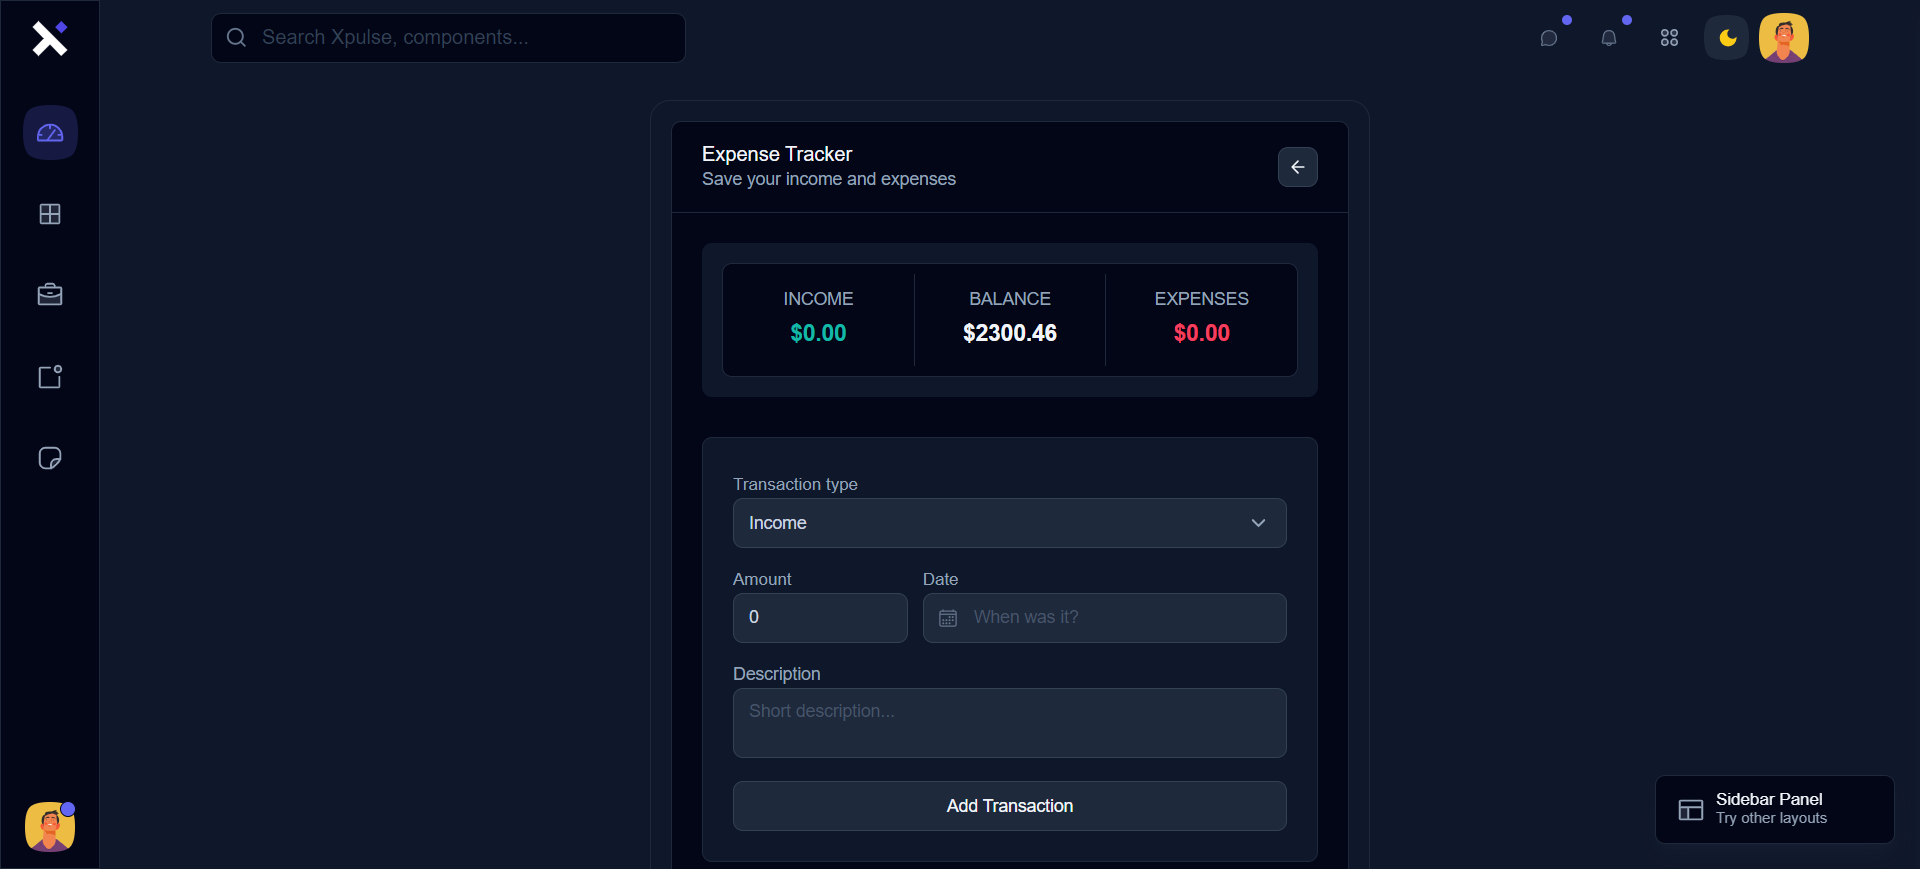 Search Xpulse, components...
Expense Tracker
Save your income and expenses
INCOME
$0.00
BALANCE
$2300.46
EXPENSES
$0.00
Transaction type
Income
Amount
0
Date
When was it?
Description
Short description...
Add Transaction
Sidebar Panel
Try other layouts